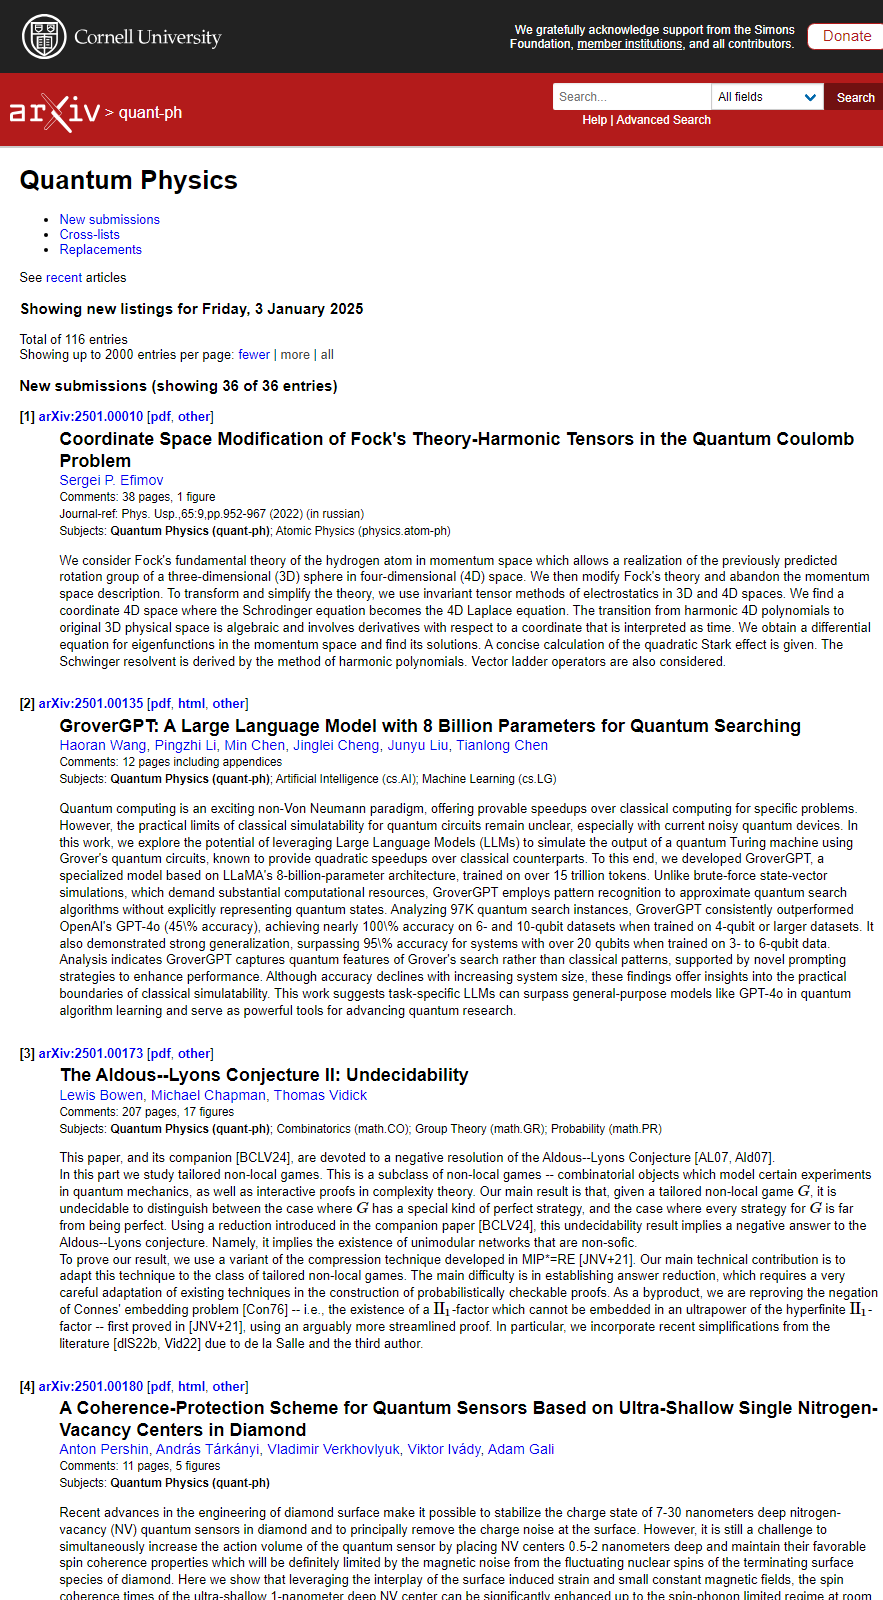 Cornell University
We gratefully acknowledge support from the Simons
Foundation, member institutions, and all contributors.
Donate
arXiv > quant-ph
Search...
All fields
Search
Help | Advanced Search
Quantum Physics
• New submissions
• Cross-lists
• Replacements
See recent articles
Showing new listings for Friday, 3 January 2025
Total of 116 entries
Showing up to 2000 entries per page: fewer | more | all
New submissions (showing 36 of 36 entries)
[1] arXiv:2501.00010 [pdf, other]
Coordinate Space Modification of Fock's Theory-Harmonic Tensors in the Quantum Coulomb
Problem
Sergei P. Efimov
Comments: 38 pages, 1 figure
Journal-ref: Phys. Usp.,65:9,pp.952-967 (2022) (in russian)
Subjects: Quantum Physics (quant-ph); Atomic Physics (physics.atom-ph)
We consider Fock's fundamental theory of the hydrogen atom in momentum space which allows a realization of the previously predicted
rotation group of a three-dimensional (3D) sphere in four-dimensional (4D) space. We then modify Fock's theory and abandon the momentum
space description. To transform and simplify the theory, we use invariant tensor methods of electrostatics in 3D and 4D spaces. We find a
coordinate 4D space where the Schrodinger equation becomes the 4D Laplace equation. The transition from harmonic 4D polynomials to
original 3D physical space is algebraic and involves derivatives with respect to a coordinate that is interpreted as time. We obtain a differential
equation for eigenfunctions in the momentum space and find its solutions. A concise calculation of the quadratic Stark effect is given. The
Schwinger resolvent is derived by the method of harmonic polynomials. Vector ladder operators are also considered.
[2] arXiv:2501.00135 [pdf, html, other]
GroverGPT: A Large Language Model with 8 Billion Parameters for Quantum Searching
Haoran Wang, Pingzhi Li, Min Chen, Jinglei Cheng, Junyu Liu, Tianlong Chen
Comments: 12 pages including appendices
Subjects: Quantum Physics (quant-ph); Artificial Intelligence (cs.AI); Machine Learning (cs.LG)
Quantum computing is an exciting non-Von Neumann paradigm, offering provable speedups over classical computing for specific problems.
However, the practical limits of classical simulatability for quantum circuits remain unclear, especially with current noisy quantum devices. In
this work, we explore the potential of leveraging Large Language Models (LLMs) to simulate the output of a quantum Turing machine using
Grover's quantum circuits, known to provide quadratic speedups over classical counterparts. To this end, we developed GroverGPT, a
specialized model based on LLaMA's 8-billion-parameter architecture, trained on over 15 trillion tokens. Unlike brute-force state-vector
simulations, which demand substantial computational resources, GroverGPT employs pattern recognition to approximate quantum search
algorithms without explicitly representing quantum states. Analyzing 97K quantum search instances, GroverGPT consistently outperformed
OpenAI's GPT-4o (45\% accuracy), achieving nearly 100\% accuracy on 6- and 10-qubit datasets when trained on 4-qubit or larger datasets. It
also demonstrated strong generalization, surpassing 95\% accuracy for systems with over 20 qubits when trained on 3- to 6-qubit data.
Analysis indicates GroverGPT captures quantum features of Grover's search rather than classical patterns, supported by novel prompting
strategies to enhance performance. Although accuracy declines with increasing system size, these findings offer insights into the practical
boundaries of classical simulatability. This work suggests task-specific LLMs can surpass general-purpose models like GPT-4o in quantum
algorithm learning and serve as powerful tools for advancing quantum research.
[3] arXiv:2501.00173 [pdf, other]
The Aldous--Lyons Conjecture II: Undecidability
Lewis Bowen, Michael Chapman, Thomas Vidick
Comments: 207 pages, 17 figures
Subjects: Quantum Physics (quant-ph); Combinatorics (math.CO); Group Theory (math.GR); Probability (math.PR)
This paper, and its companion [BCLV24], are devoted to a negative resolution of the Aldous--Lyons Conjecture [AL07, Ald07].
In this part we study tailored non-local games. This is a subclass of non-local games -- combinatorial objects which model certain experiments
in quantum mechanics, as well as interactive proofs in complexity theory. Our main result is that, given a tailored non-local game G, it is
undecidable to distinguish between the case where G has a special kind of perfect strategy, and the case where every strategy for G is far
from being perfect. Using a reduction introduced in the companion paper [BCLV24], this undecidability result implies a negative answer to the
Aldous--Lyons conjecture. Namely, it implies the existence of unimodular networks that are non-sofic.
To prove our result, we use a variant of the compression technique developed in MIP*=RE [JNV+21]. Our main technical contribution is to
adapt this technique to the class of tailored non-local games. The main difficulty is in establishing answer reduction, which requires a very
careful adaptation of existing techniques in the construction of probabilistically checkable proofs. As a byproduct, we are reproving the negation
of Connes' embedding problem [Con76] -- i.e., the existence of a II₁-factor which cannot be embedded in an ultrapower of the hyperfinite II₁-
factor -- first proved in [JNV+21], using an arguably more streamlined proof. In particular, we incorporate recent simplifications from the
literature [dlS22b, Vid22] due to de la Salle and the third author.
[4] arXiv:2501.00180 [pdf, html, other]
A Coherence-Protection Scheme for Quantum Sensors Based on Ultra-Shallow Single Nitrogen-
Vacancy Centers in Diamond
Anton Pershin, András Tárkányi, Vladimir Verkhovlyuk, Viktor Ivády, Adam Gali
Comments: 11 pages, 5 figures
Subjects: Quantum Physics (quant-ph)
Recent advances in the engineering of diamond surface make it possible to stabilize the charge state of 7-30 nanometers deep nitrogen-
vacancy (NV) quantum sensors in diamond and to principally remove the charge noise at the surface. However, it is still a challenge to
simultaneously increase the action volume of the quantum sensor by placing NV centers 0.5-2 nanometers deep and maintain their favorable
spin coherence properties which will be definitely limited by the magnetic noise from the fluctuating nuclear spins of the terminating surface
species of diamond. Here we show that leveraging the interplay of the surface induced strain and small constant magnetic fields, the spin
coherence times of the ultra-shallow 1-nanometer deep NV center can be significantly enhanced up to the spin-phonon limited regime at room